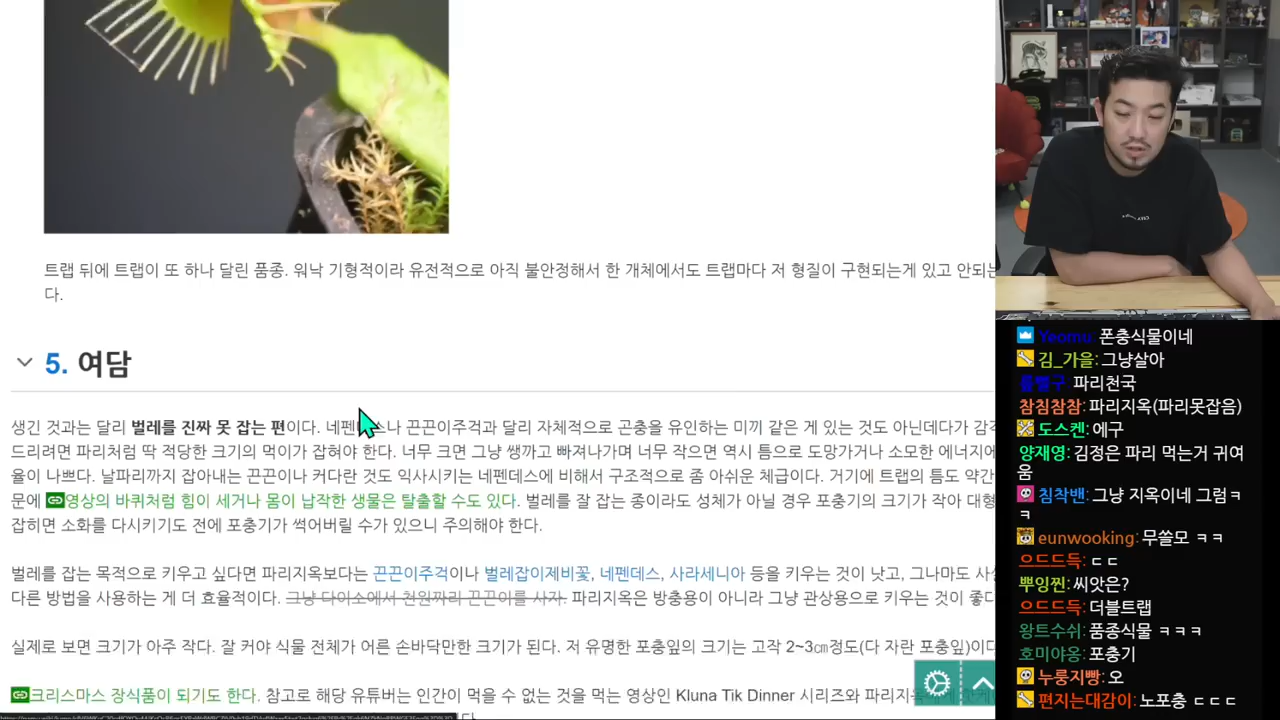 트랩 뒤에 트랩이 또 하나 달린 품종. 워낙 기형적이라 유전적으로 아직 불안정해서 한 개체에서도 트랩마다 저 형질이 구현되는게 있고 안되는
다.
5. 여담
생긴 것과는 달리 벌레를 진짜 못 잡는 편이다. 나 끈끈이주걱과 달리 자체적으로 곤충을 유인하는 미끼 같은 게 있는 것도 아닌데다가
드리려면 파리처럼 딱 적당한 크기의 먹이가 잡혀야 한다. 너무 크면 그냥 생까고 빠져나가며 너무 작으면 역시 틈으로 도망가거나 소모한 에너지에
율이 나쁘다. 날파리까지 잡아내는 끈끈이나 커다란 것도 익사시키는 네펜데스에 비해서 구조적으로 좀 아쉬운 체급이다. 거기에 트랩의 틈도 약간
문에 영상의 바퀴처럼 힘이 세거나 몸이 납작한 생물은 탈출할 수도 있다. 벌레를 잘 잡는 종이라도 성체가 아닐 경우 포충기의 크기가 작아 대형
잡히면 소화를 다시키기도 전에 포충기가 썩어버릴 수가 있으니 주의해야 한다.
벌레를 잡는 목적으로 키우고 싶다면 파리지옥보다는 끈끈이주걱이나 벌레잡이제비꽃, 네펜데스, 사라세니아 등을 키우는 것이 낫고, 그나마도
다른 방법을 사용하는 게 더 효율적이다. 그냥 다이소에서 천원짜리 끈끈이를 사자. 파리지옥은 방충용이 아니라 그냥 관상용으로 키우는 것이 좋다
실제로 보면 크기가 아주 작다. 잘 커야 식물 전체가 어른 손바닥만한 크기가 된다. 저 유명한 포충잎의 크기는 고작 2~3㎝정도(다 자란 포충잎)이다
크리스마스 장식품이 되기도 한다. 참고로 해당 유튜버는 인간이 먹을 수 없는 것을 먹는 영상인 Kluna Tik Dinner 시리즈와
Yeomu: 폰충식물이네
김_가을: 그냥살아
파리천국
참침참참: 파리지옥(파리못잡음)
도스켄: 에구
양재영: 김정은 파리 먹는거 귀여
움
침착밴: 그냥 지옥이네 그럼ㅋ
ㅋ
eunwooking: 무쓸모 ㅋㅋ
으드드득: ㄷㄷ
뿌잉찐: 씨앗은?
으드드득: 더블트랩
왕트수쉬: 품종식물 ㅋㅋㅋ
호미야옹: 포충기
누룽지빵: 오
편지는대감이: 노포충 ㄷㄷㄷ